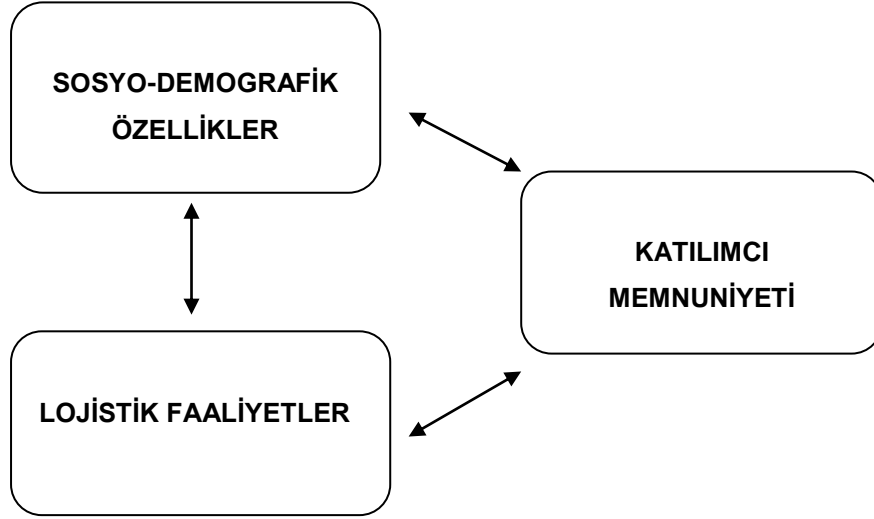 SOSYO-DEMOGRAFİK
ÖZELLİKLER
KATILIMCI
MEMNUNİYETİ
LOJİSTİK FAALİYETLER